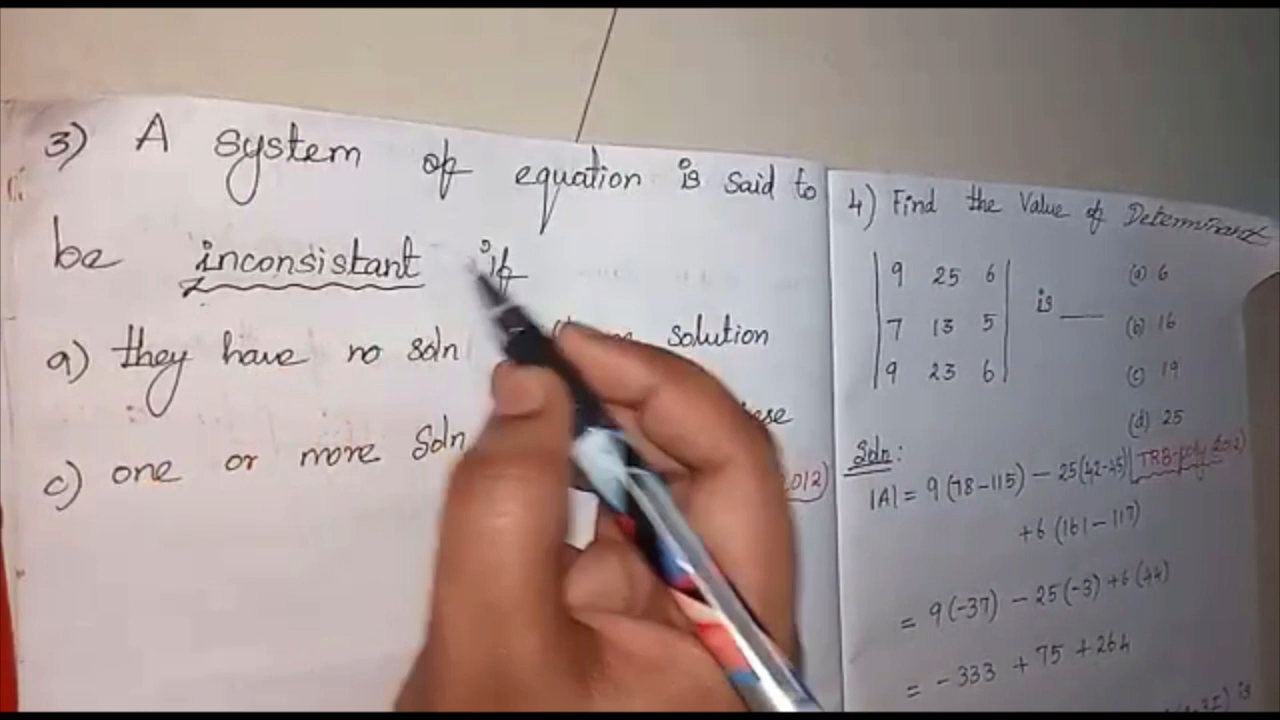 3) A system of equation is said to
be inconsistant if
a) they have no soln solution
c) one or more Soln
012)
4) Find the Value of Determinant
9 25 6
7 13 5
9 23 6
is ___
(a) 6
(b) 16
(c) 19
(d) 25
Soln:
TRB-poly 2012)
|A| = 9(78-115) - 25(42-45)
+6 (161-117)
= 9(-37) - 25(-3) +6(44)
= -333 +75 +264